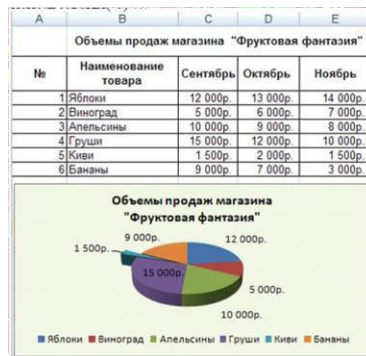 A B C D E
Объемы продаж магазина "Фруктовая фантазия"
№ Наименование товара Сентябрь Октябрь Ноябрь
1 Яблоки 12 000р. 13 000р. 14 000р.
2 Виноград 5 000р. 6 000р. 7 000р.
3 Апельсины 10 000р. 9 000р. 8 000р.
4 Груши 15 000р. 12 000р. 10 000р.
5 Киви 1 500р. 2 000р. 1 500р.
6 Бананы 9 000р. 7 000р. 3 000р.
Объемы продаж магазина
"Фруктовая фантазия"
9 000р. 12 000р.
1 500р.
15 000р.
5 000р.
10 000р.
Яблоки Виноград Апельсины Груши Киви Бананы